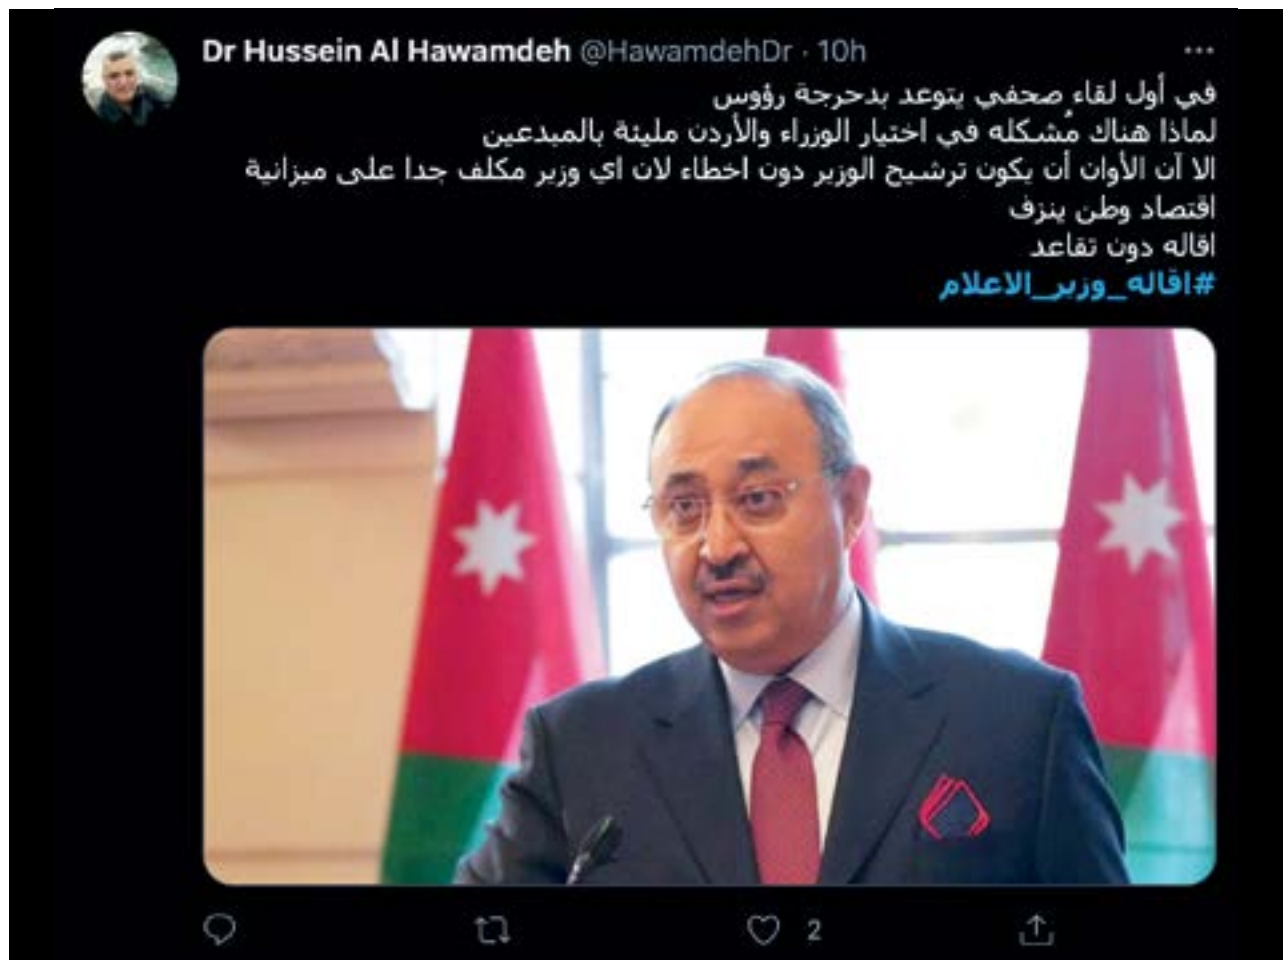 Dr Hussein Al Hawamdeh @HawamdehDr · 10h
في أول لقاء صحفي يتوعد بدحرجة رؤوس
لماذا هناك مُشكله في اختيار الوزراء والأردن مليئة بالمبدعين
الا آن الأوان أن يكون ترشيح الوزير دون اخطاء لان اي وزير مكلف جدا على ميزانية
اقتصاد وطن ينزف
اقاله دون تقاعد
#اقاله_وزير_الاعلام
2